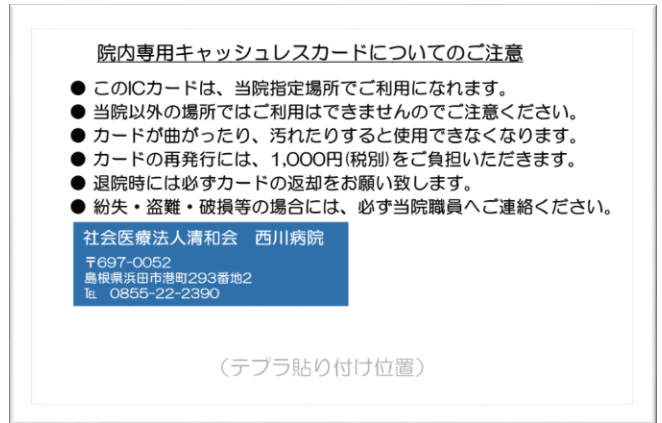 院内専用キャッシュレスカードについてのご注意
● このICカードは、当院指定場所でご利用になれます。
● 当院以外の場所ではご利用はできませんのでご注意ください。
● カードが曲がったり、汚れたりすると使用できなくなります。
● カードの再発行には、1,000円(税別)をご負担いただきます。
● 退院時には必ずカードの返却をお願い致します。
● 紛失・盗難・破損等の場合には、必ず当院職員へご連絡ください。
社会医療法人清和会　西川病院
〒697-0052
島根県浜田市港町293番地2
℡ 0855-22-2390
（テプラ貼り付け位置）